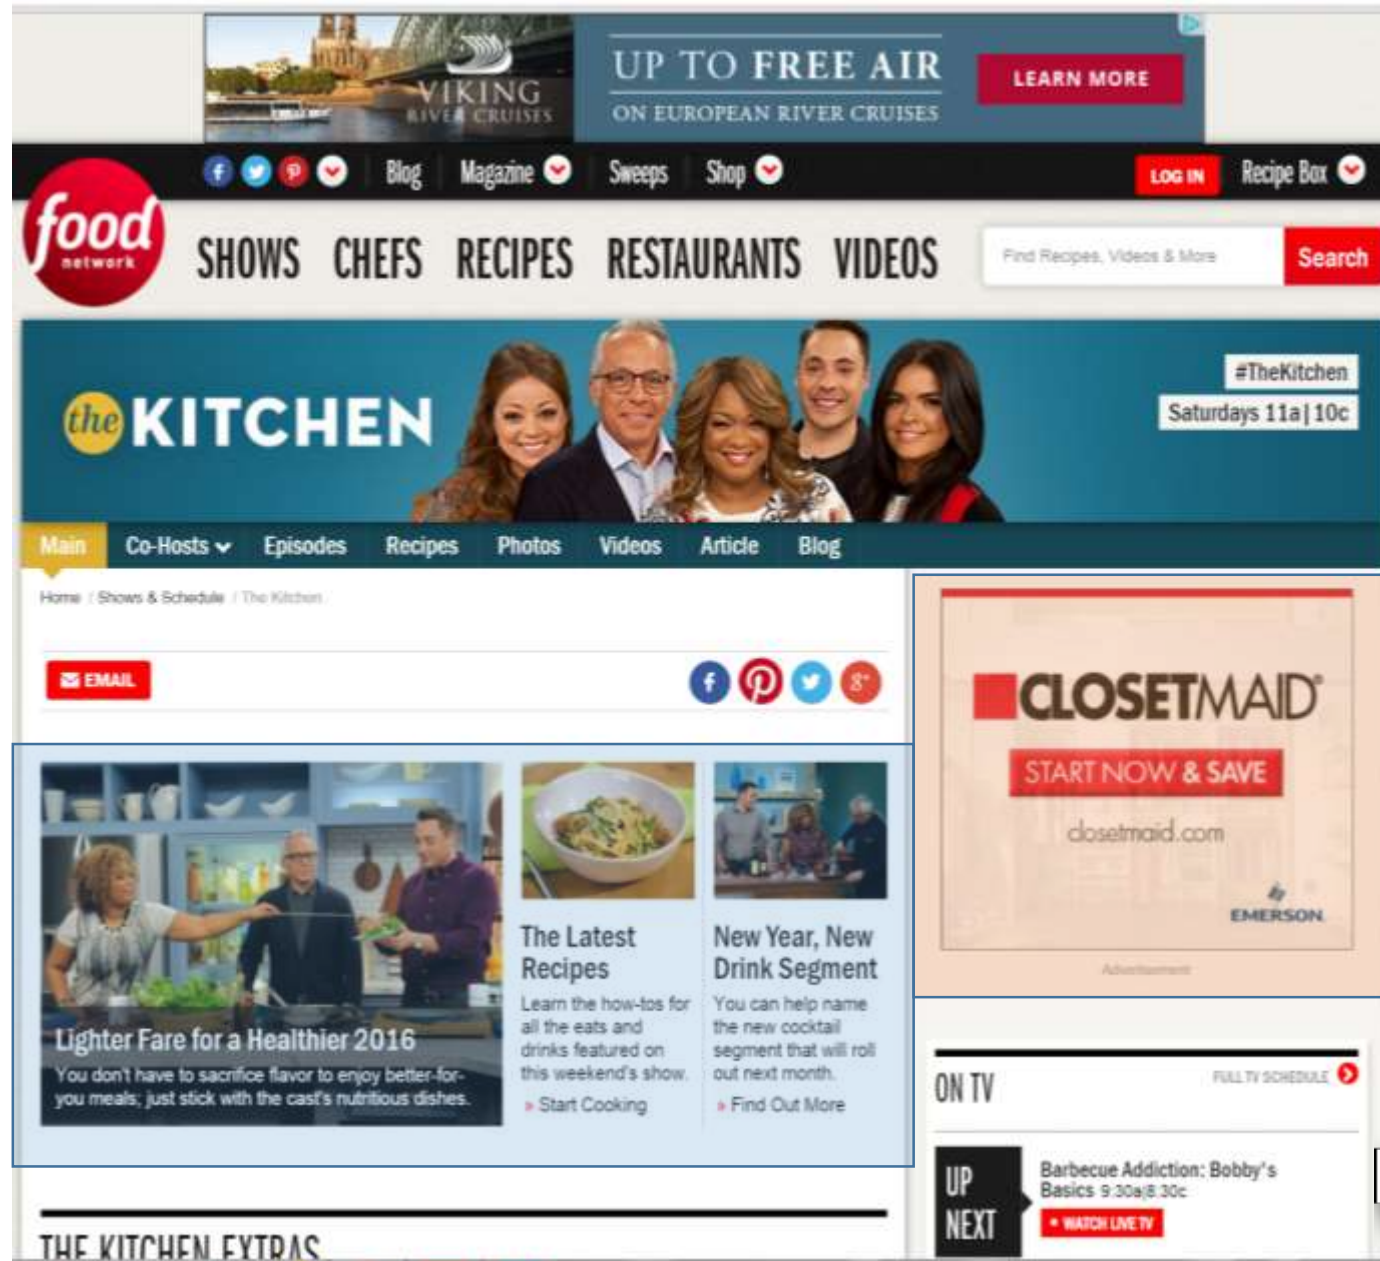 VIKING
RIVER CRUISES
UP TO FREE AIR
ON EUROPEAN RIVER CRUISES
LEARN MORE
Blog Magazine Sweeps Shop LOG IN Recipe Box
food
network
SHOWS CHEFS RECIPES RESTAURANTS VIDEOS
Find Recipes, Videos & More Search
the KITCHEN
#TheKitchen
Saturdays 11a|10c
Main Co-Hosts Episodes Recipes Photos Videos Article Blog
Home / Shows & Schedule / The Kitchen
EMAIL
Lighter Fare for a Healthier 2016
You don't have to sacrifice flavor to enjoy better-for-
you meals; just stick with the cast's nutritious dishes.
The Latest
Recipes
Learn the how-tos for
all the eats and
drinks featured on
this weekend's show.
» Start Cooking
New Year, New
Drink Segment
You can help name
the new cocktail
segment that will roll
out next month.
» Find Out More
CLOSETMAID®
START NOW & SAVE
closetmaid.com
EMERSON
Advertisement
ON TV
FULL TV SCHEDULE
UP
NEXT
Barbecue Addiction: Bobby's
Basics 9:30a|8:30c
• WATCH LIVE TV
THE KITCHEN EXTRAS